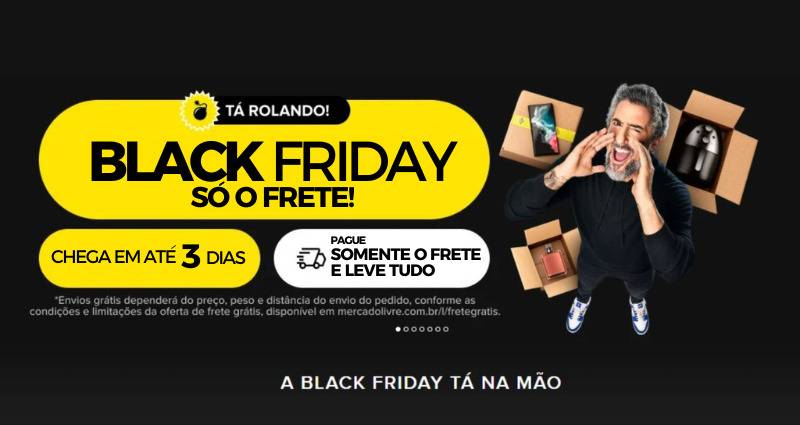 TÁ ROLANDO!
BLACK FRIDAY
SÓ O FRETE!
CHEGA EM ATÉ 3 DIAS
PAGUE
SOMENTE O FRETE
E LEVE TUDO
*Envios grátis dependerá do preço, peso e distância do envio do pedido, conforme as
condições e limitações da oferta de frete grátis, disponível em mercadolivre.com.br/l/fretegratis.
A BLACK FRIDAY TÁ NA MÃO